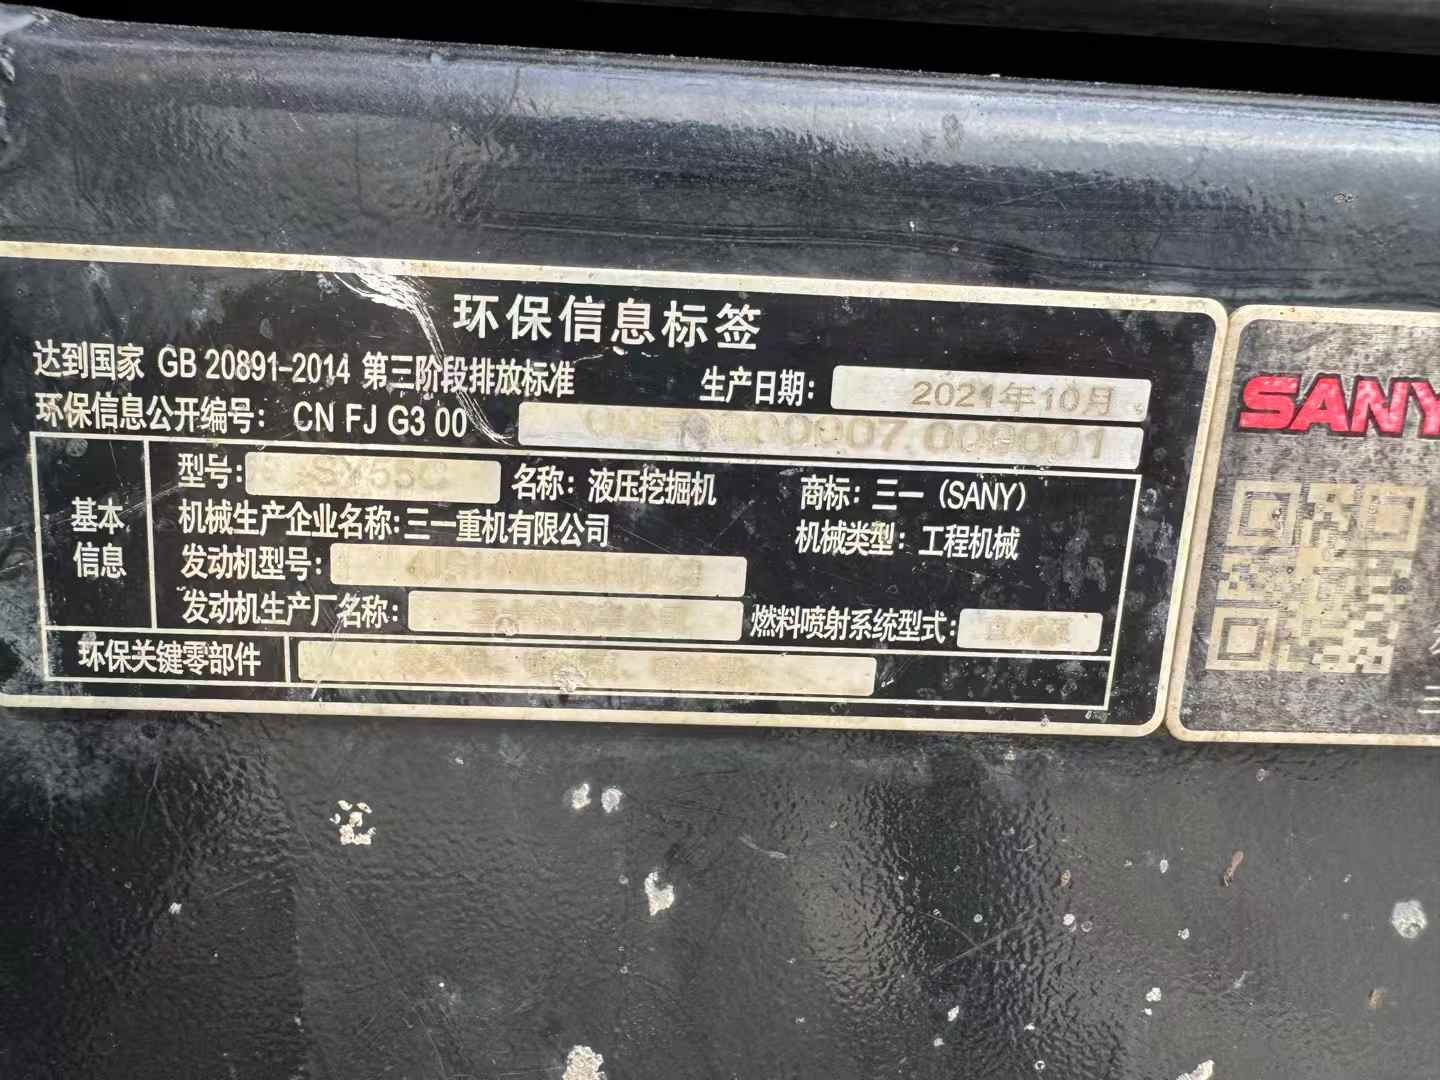 环保信息标签
达到国家 GB 20891-2014 第三阶段排放标准
生产日期： 2021年10月
环保信息公开编号： CN FJ G3 00
型号： SY55C 名称：液压挖掘机 商标：三一（SANY）
基本信息
机械生产企业名称：三一重机有限公司 机械类型：工程机械
发动机型号：
发动机生产厂名称： 燃料喷射系统型式：
环保关键零部件
SANY